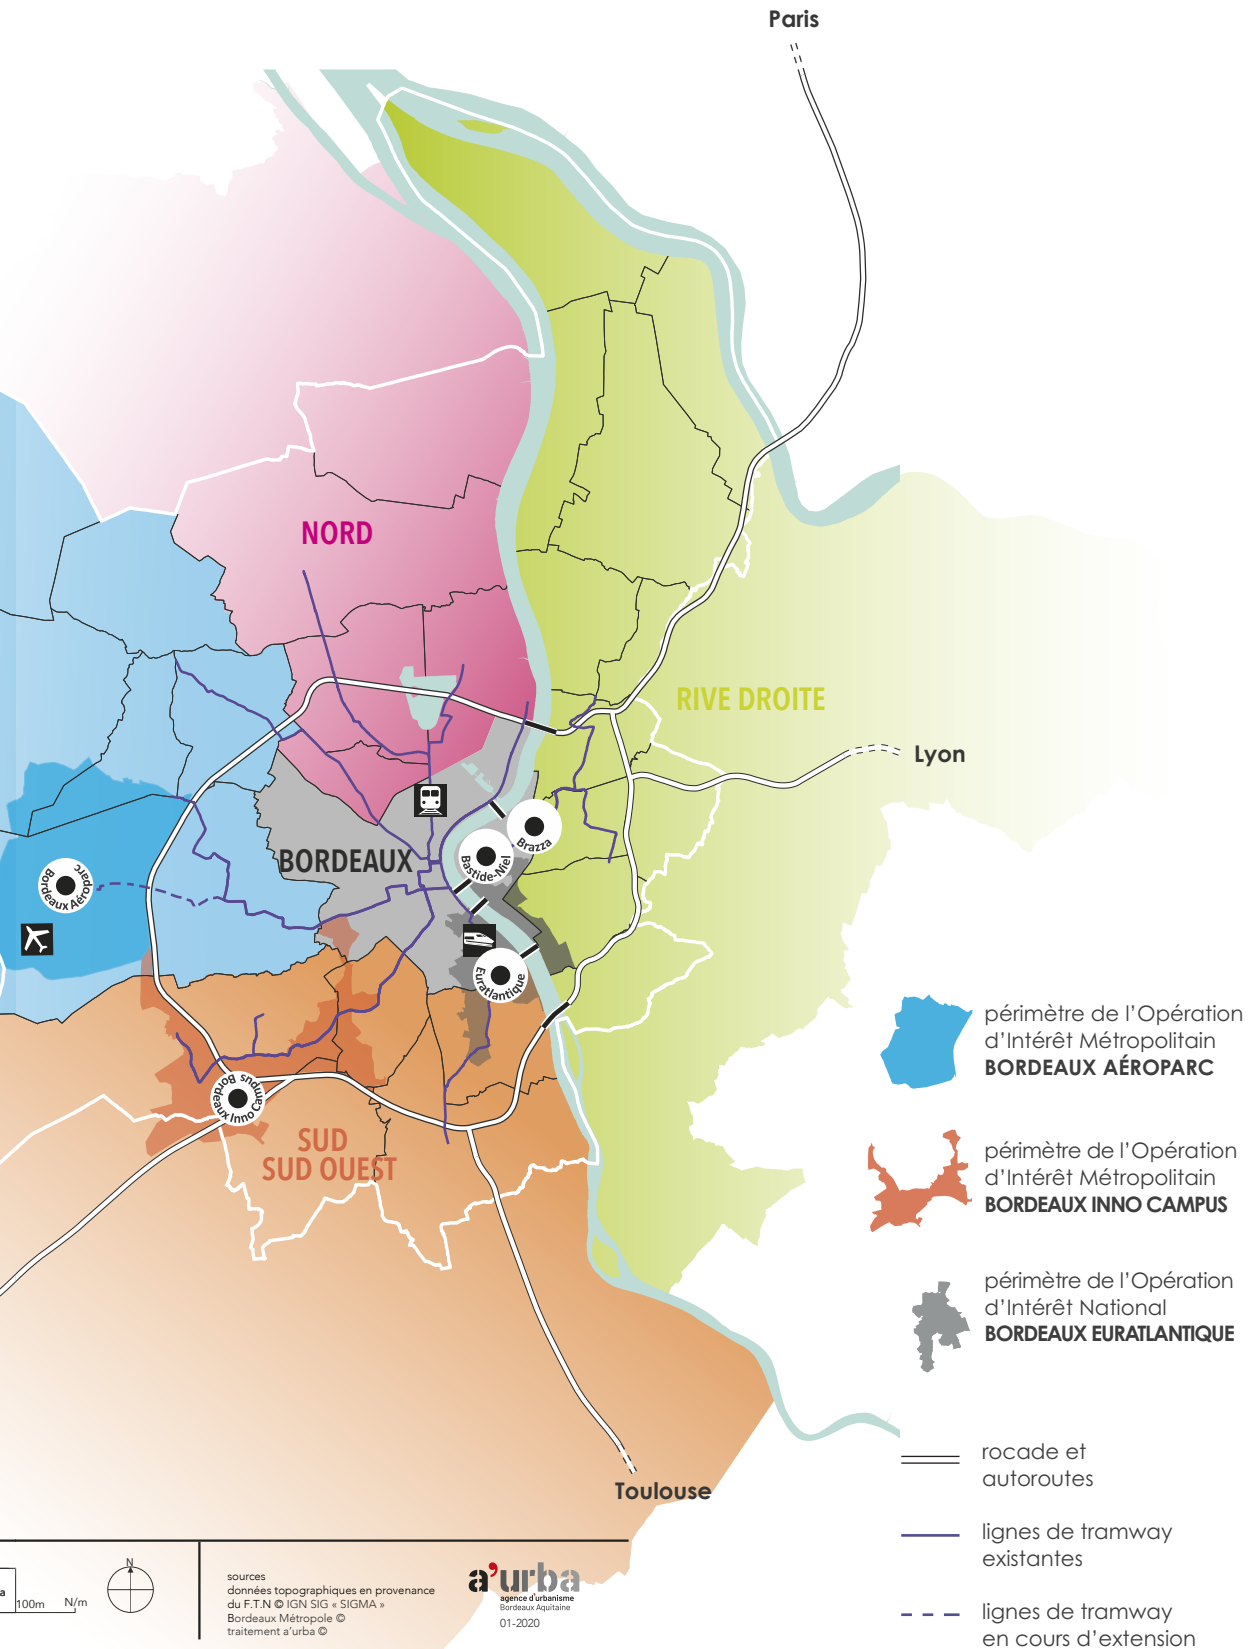 Paris
NORD
RIVE DROITE
Lyon
Brazza
Bastide-Niel
BORDEAUX
Bordeaux Aéroparc
Euratlantique
Bordeaux Inno Campus
SUD
SUD OUEST
Toulouse
périmètre de l'Opération
d'Intérêt Métropolitain
BORDEAUX AÉROPARC
périmètre de l'Opération
d'Intérêt Métropolitain
BORDEAUX INNO CAMPUS
périmètre de l'Opération
d'Intérêt National
BORDEAUX EURATLANTIQUE
rocade et
autoroutes
lignes de tramway
existantes
lignes de tramway
en cours d'extension
a
100m
N/m
N
sources
données topographiques en provenance
du F.T.N © IGN SIG « SIGMA »
Bordeaux Métropole ©
traitement a'urba ©
a'urba
agence d'urbanisme
Bordeaux Aquitaine
01-2020